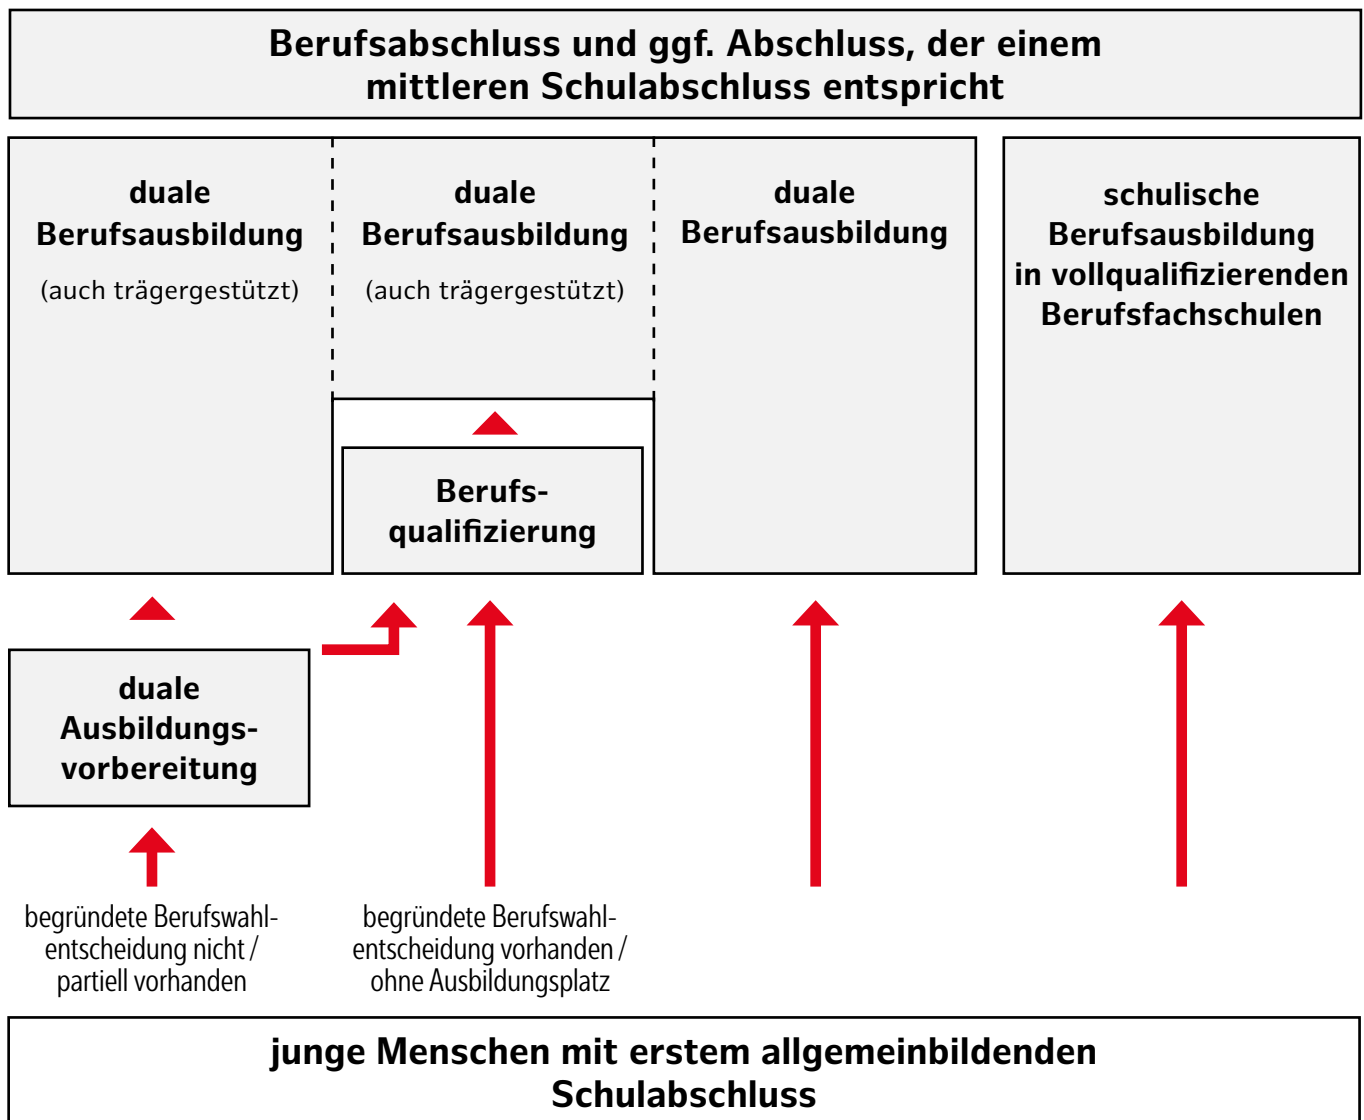 Berufsabschluss und ggf. Abschluss, der einem
mittleren Schulabschluss entspricht
duale
Berufsausbildung
(auch trägergestützt)
duale
Berufsausbildung
(auch trägergestützt)
duale
Berufsausbildung
schulische
Berufsausbildung
in vollqualifizierenden
Berufsfachschulen
Berufs-
qualifizierung
duale
Ausbildungs-
vorbereitung
begründete Berufswahl-
entscheidung nicht /
partiell vorhanden
begründete Berufswahl-
entscheidung vorhanden /
ohne Ausbildungsplatz
junge Menschen mit erstem allgemeinbildenden
Schulabschluss